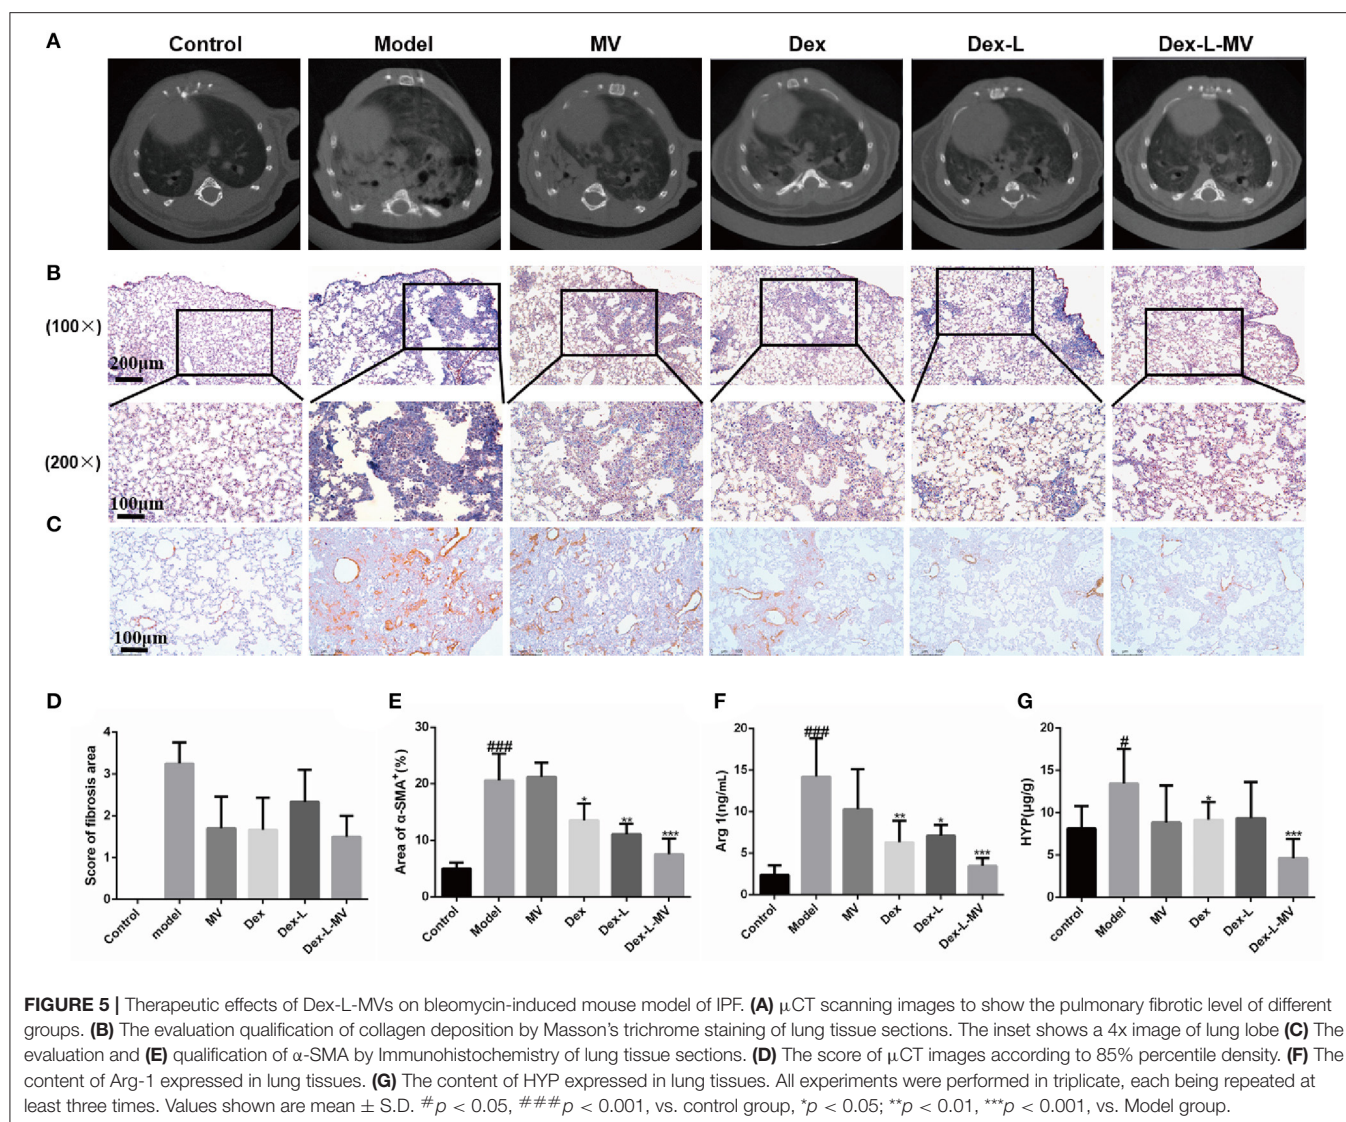 A
Control Model MV Dex Dex-L Dex-L-MV
B
(100×)
200μm
(200×)
100μm
C
100μm
D
Score of fibrosis area
4
3
2
1
0
Control model MV Dex Dex-L Dex-L-MV
E
Area of α-SMA⁺(%)
30
20
10
0
###
*
**
***
Control Model MV Dex Dex-L Dex-L-MV
F
Arg 1(ng/mL)
20
15
10
5
0
###
**
*
***
Control Model MV Dex Dex-L Dex-L-MV
G
HYP(μg/g)
20
15
10
5
0
#
*
***
control Model MV Dex Dex-L Dex-L-MV
FIGURE 5 | Therapeutic effects of Dex-L-MVs on bleomycin-induced mouse model of IPF. (A) μCT scanning images to show the pulmonary fibrotic level of different
groups. (B) The evaluation qualification of collagen deposition by Masson's trichrome staining of lung tissue sections. The inset shows a 4x image of lung lobe (C) The
evaluation and (E) qualification of α-SMA by Immunohistochemistry of lung tissue sections. (D) The score of μCT images according to 85% percentile density. (F) The
content of Arg-1 expressed in lung tissues. (G) The content of HYP expressed in lung tissues. All experiments were performed in triplicate, each being repeated at
least three times. Values shown are mean ± S.D. #p < 0.05, ###p < 0.001, vs. control group, *p < 0.05; **p < 0.01, ***p < 0.001, vs. Model group.